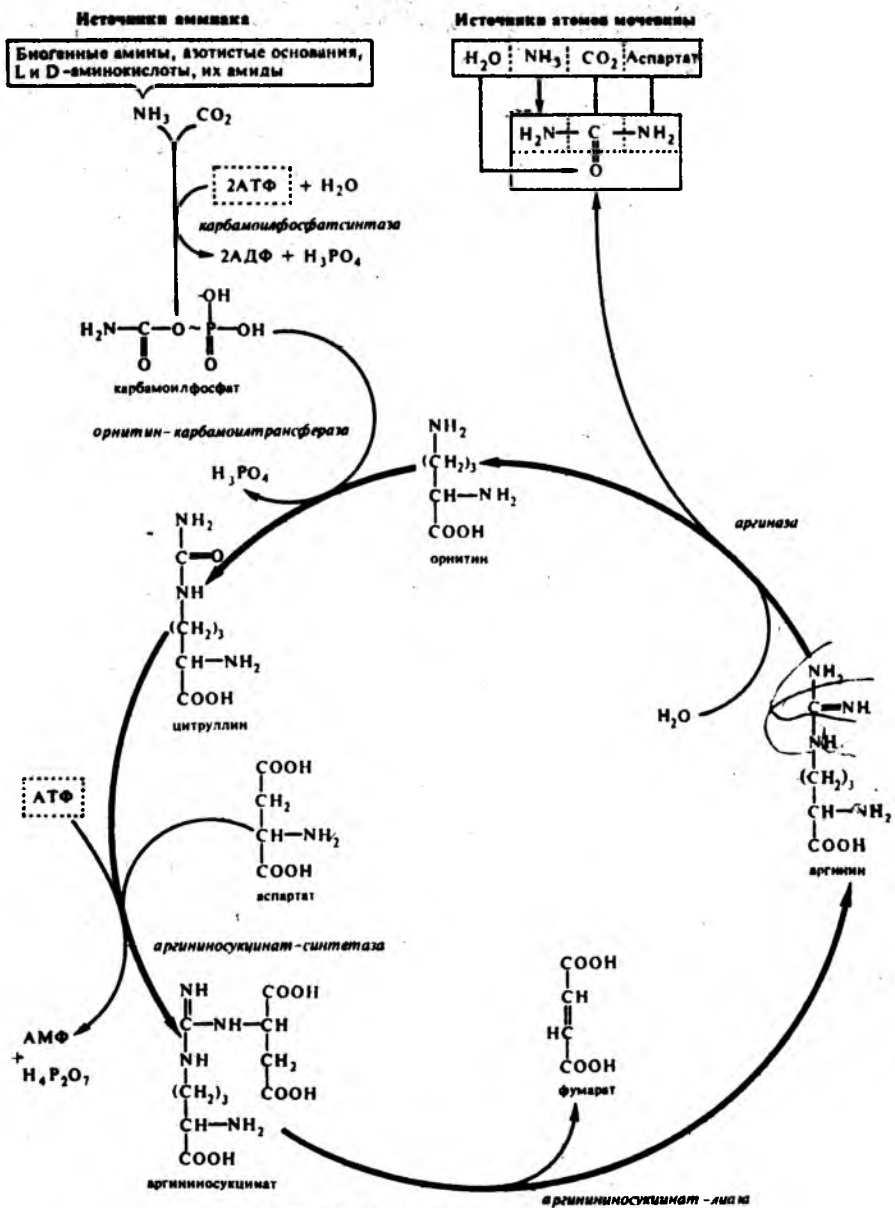 Источники аммиака
Биогенные амины, азотистые основания,
L и D-аминокислоты, их амиды
NH₃ CO₂
2АТФ + H₂O
карбамоилфосфатсинтаза
2АДФ + H₃PO₄
OH
H₂N—C—O~P—OH
O O
карбамоилфосфат
Источники атомов мочевины
H₂O NH₃ CO₂ Аспартат
H₂N—C—NH₂
O
орнитин-карбамоилтрансфераза
H₃PO₄
NH₂
(CH₂)₃
CH—NH₂
COOH
орнитин
аргиназа
H₂O
NH₂
C=O
NH
(CH₂)₃
CH—NH₂
COOH
цитруллин
NH₂
C=NH
NH
(CH₂)₃
CH—NH₂
COOH
аргинин
АТФ
COOH
CH₂
CH—NH₂
COOH
аспартат
аргининосукцинат-синтетаза
АМФ
+
H₄P₂O₇
NH COOH
C—NH—CH
NH CH₂
(CH₂)₃ COOH
CH—NH₂
COOH
аргининосукцинат
COOH
CH
HC
COOH
фумарат
аргинининосукцинат-лиаза